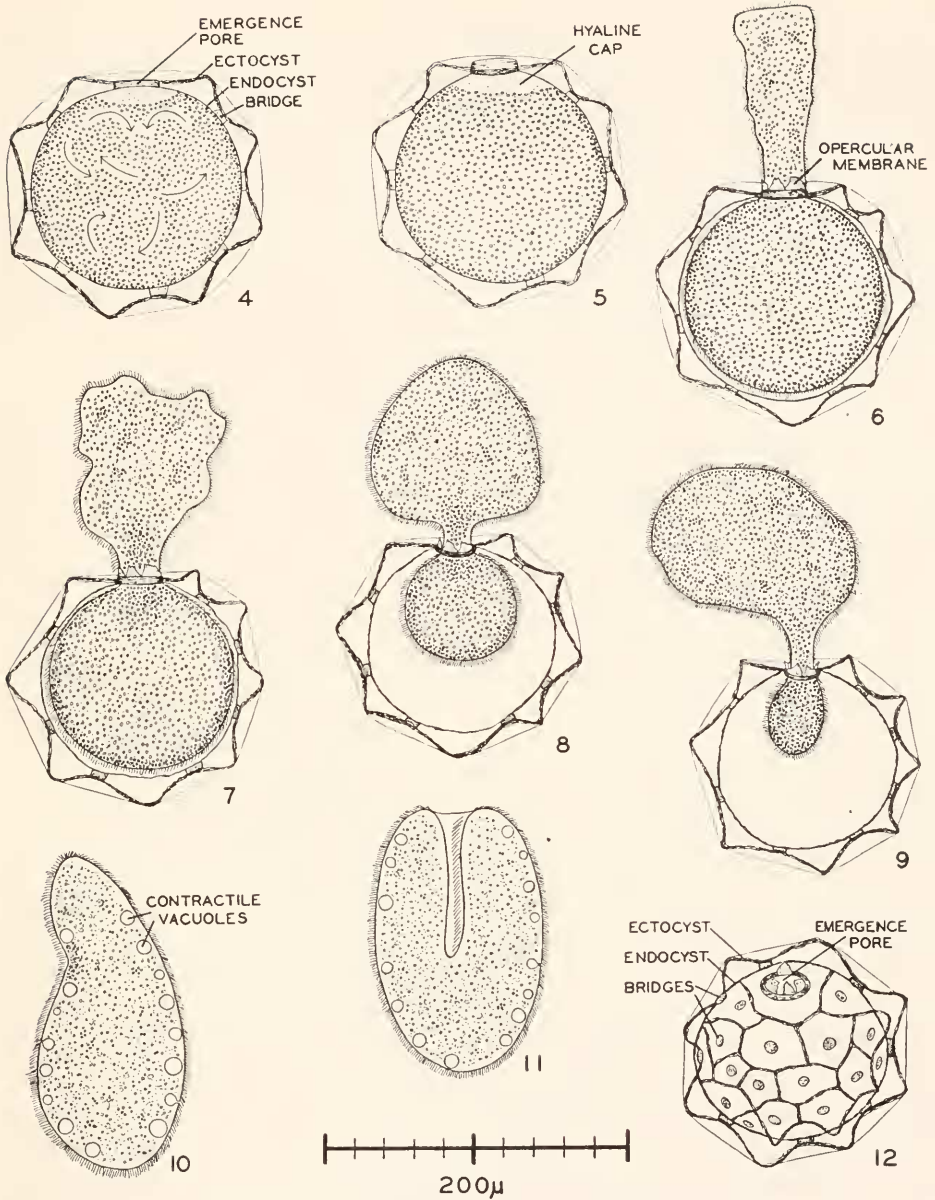 EMERGENCE
PORE
ECTOCYST
ENDOCYST
BRIDGE
4
HYALINE
CAP
5
OPERCULAR
MEMBRANE
6
7
8
9
CONTRACTILE
VACUOLES
10
11
ECTOCYST
ENDOCYST
BRIDGES
EMERGENCE
PORE
12
200μ